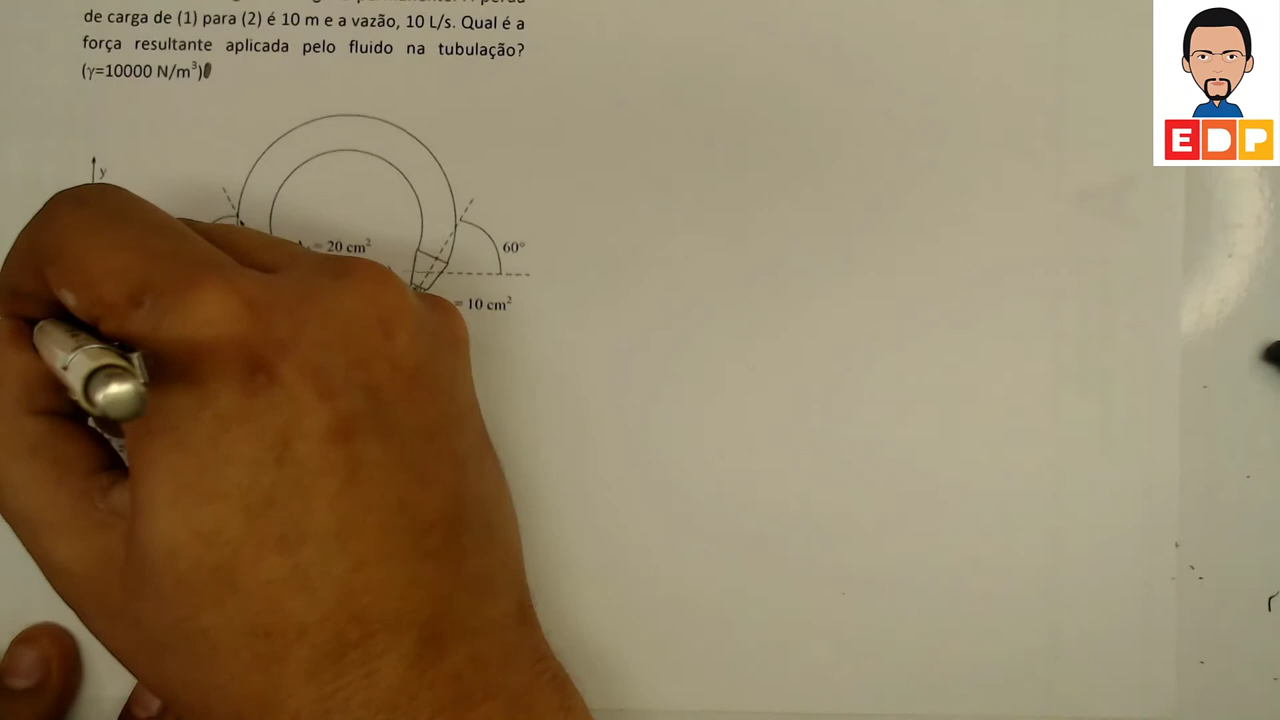 de carga de (1) para (2) é 10 m e a vazão, 10 L/s. Qual é a
força resultante aplicada pelo fluido na tubulação?
(γ=10000 N/m³)
y
= 20 cm²
60°
= 10 cm²
EDP